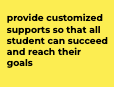 provide customized
supports so that all
student can succeed
and reach their
goals